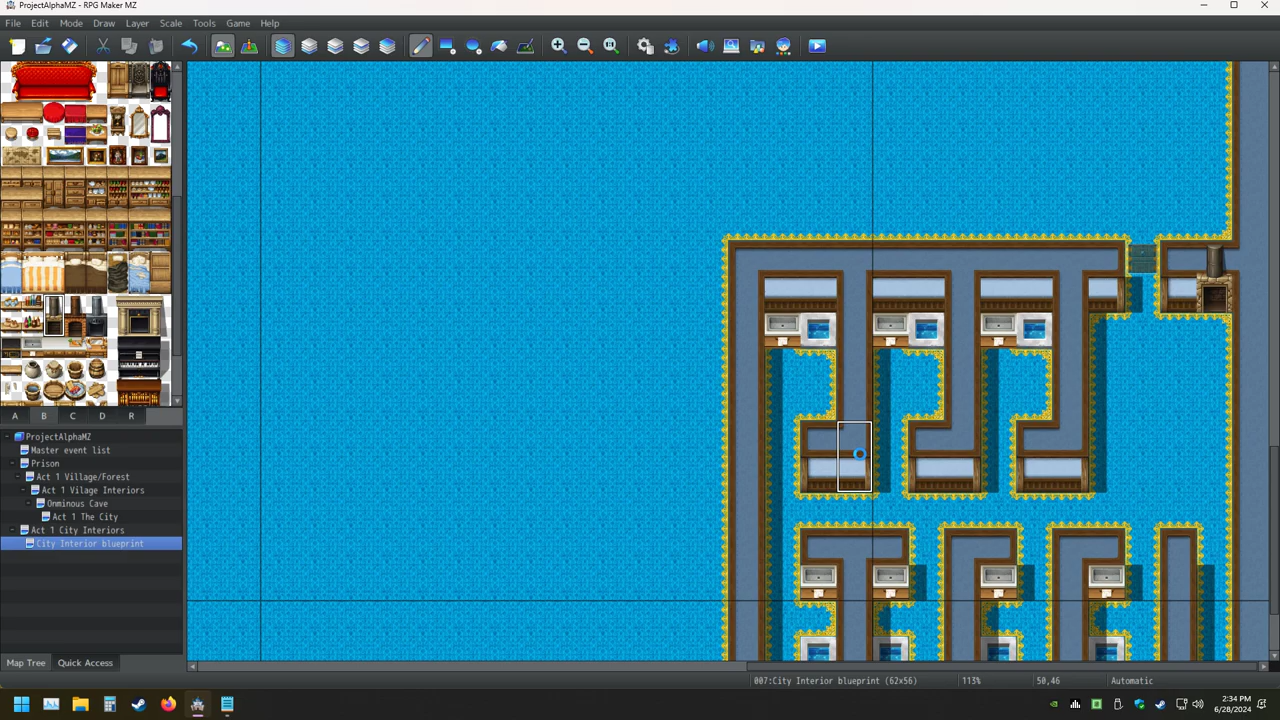 ProjectAlphaMZ - RPG Maker MZ
File Edit Mode Draw Layer Scale Tools Game Help
A B C D R
ProjectAlphaMZ
Master event list
Prison
Act 1 Village/Forest
Act 1 Vilage Interiors
Onminous Cave
Act 1 The City
Act 1 City Interiors
City Interior blueprint
Map Tree Quick Access
007:City Interior blueprint (62x56) 113% 50,46 Automatic
2:34 PM
6/28/2024